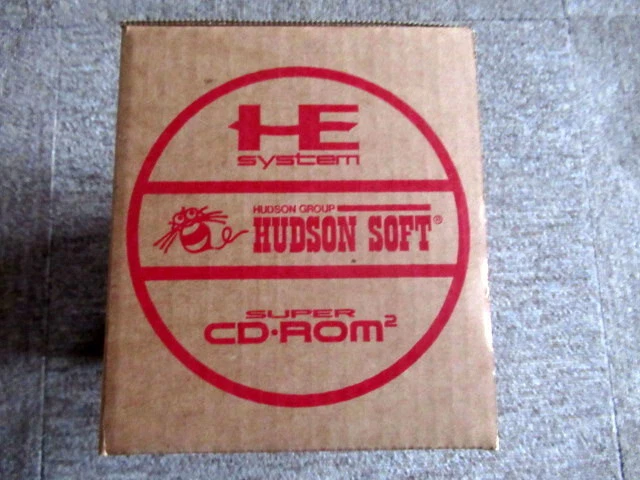 HE
system
HUDSON GROUP
HUDSON SOFT®
SUPER
CD·ROM²